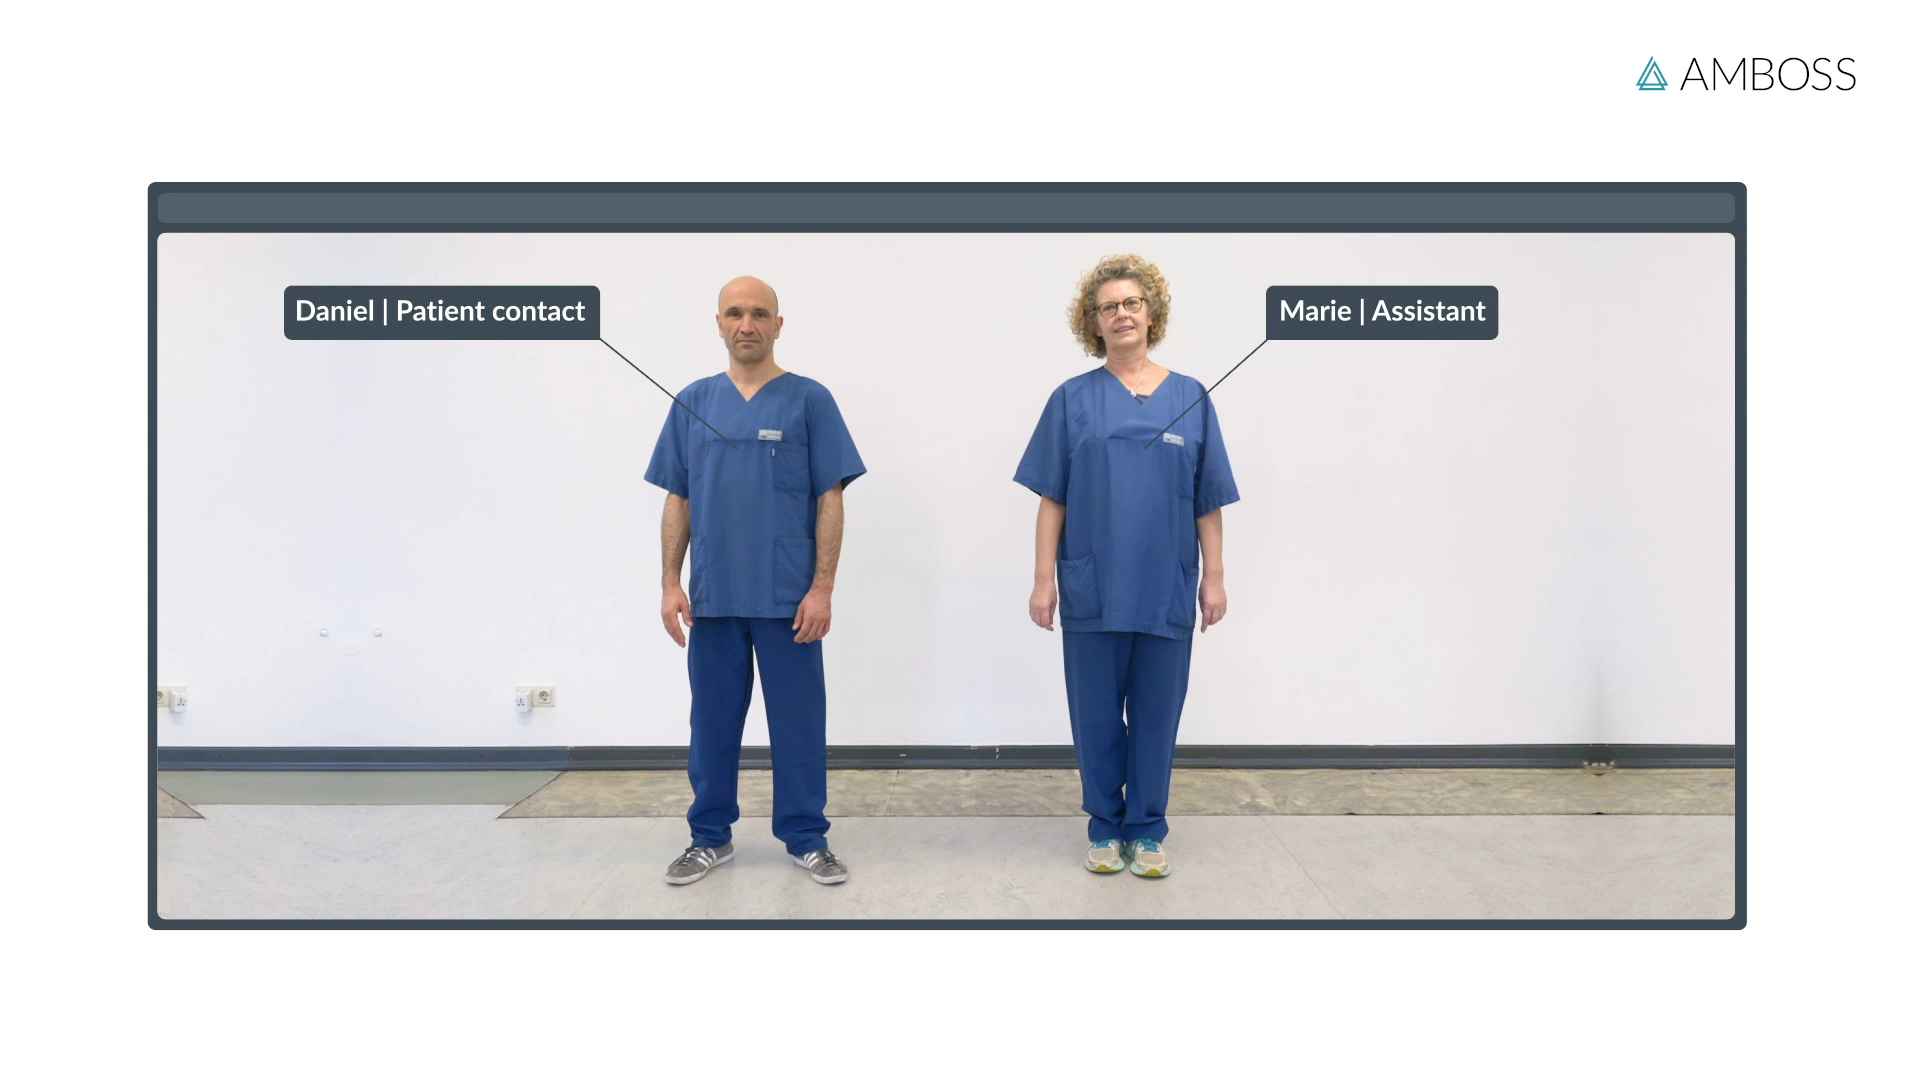 AMBOSS
Daniel | Patient contact
Marie | Assistant